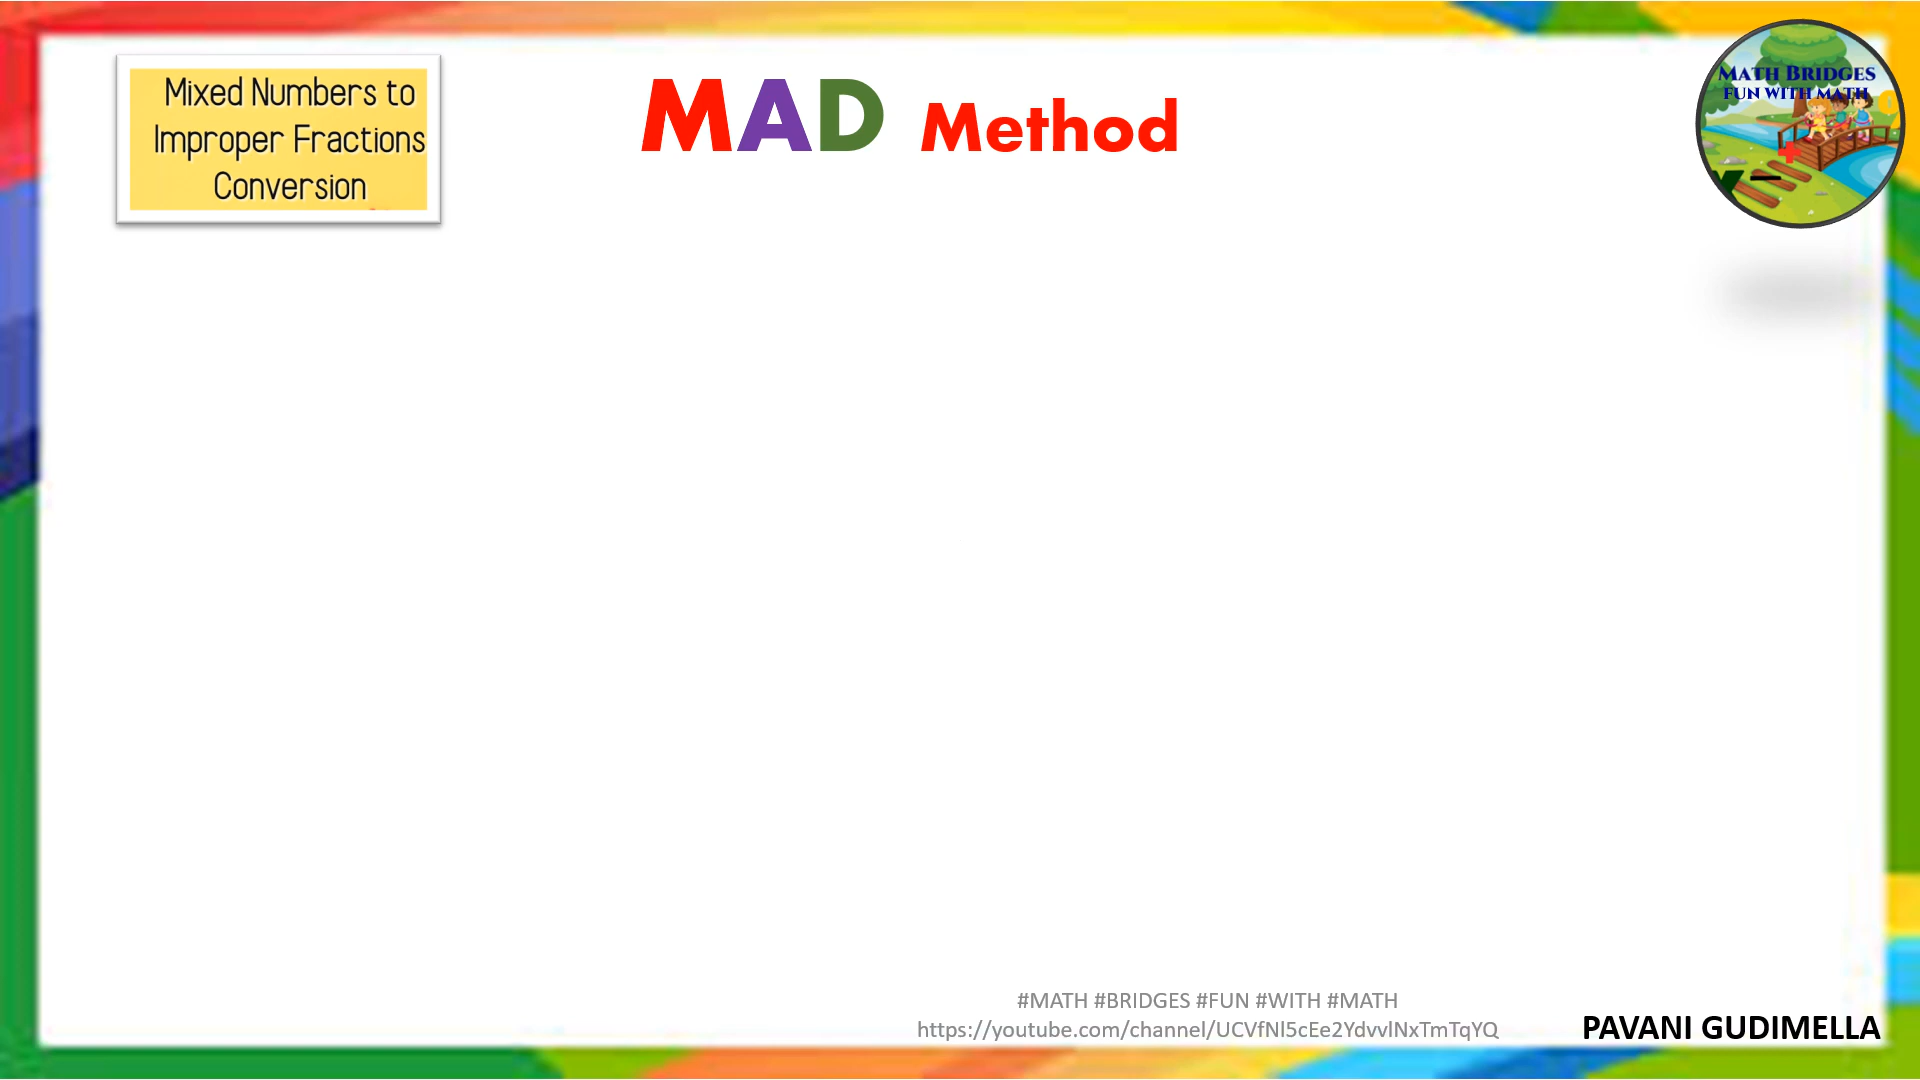 Mixed Numbers to
Improper Fractions
Conversion
MAD Method
MATH BRIDGES
FUN WITH MATH
#MATH #BRIDGES #FUN #WITH #MATH
https://youtube.com/channel/UCVfNl5cEe2YdvvlNxTmTqYQ
PAVANI GUDIMELLA